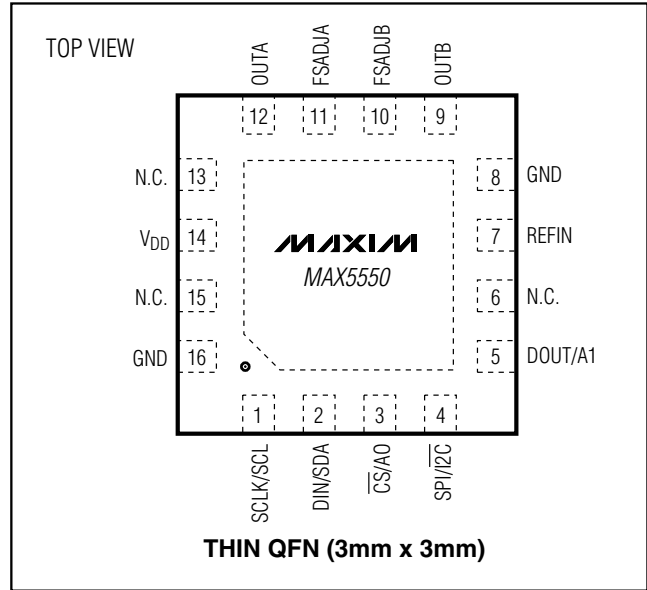 TOP VIEW
OUTA
FSADJA
FSADJB
OUTB
12
11
10
9
N.C.
13
8
GND
VDD
14
MAXIM
7
REFIN
MAX5550
N.C.
15
6
N.C.
GND
16
5
DOUT/A1
1
2
3
4
SCLK/SCL
DIN/SDA
CS/A0
SPI/I2C
THIN QFN (3mm x 3mm)